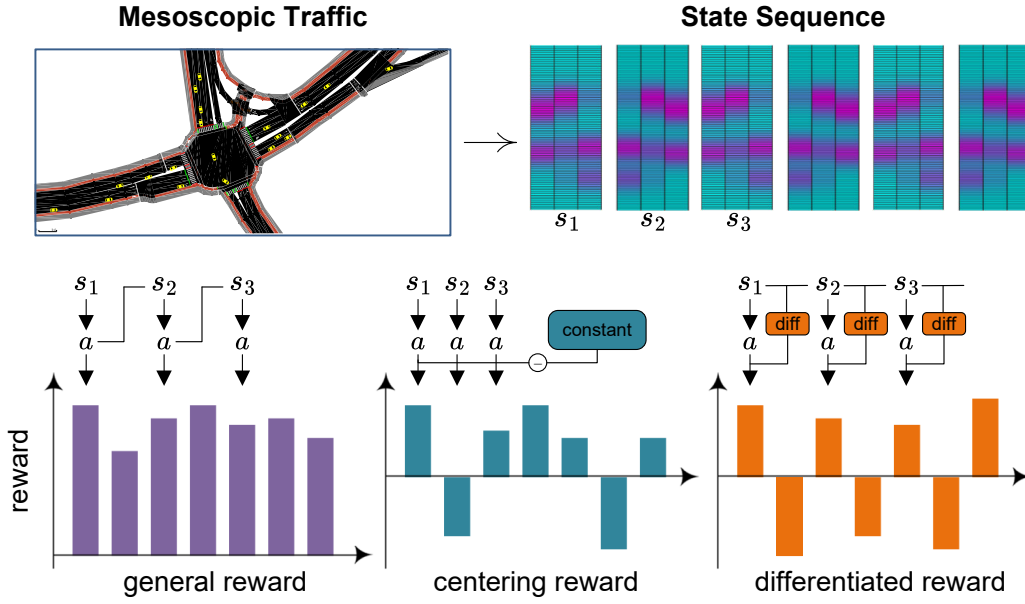 Mesoscopic Traffic
State Sequence
s1
s2
s3
s1 s2 s3
a a a
s1 s2 s3
a a a
constant
−
s1 s2 s3
diff diff diff
a a a
reward
general reward
centering reward
differentiated reward